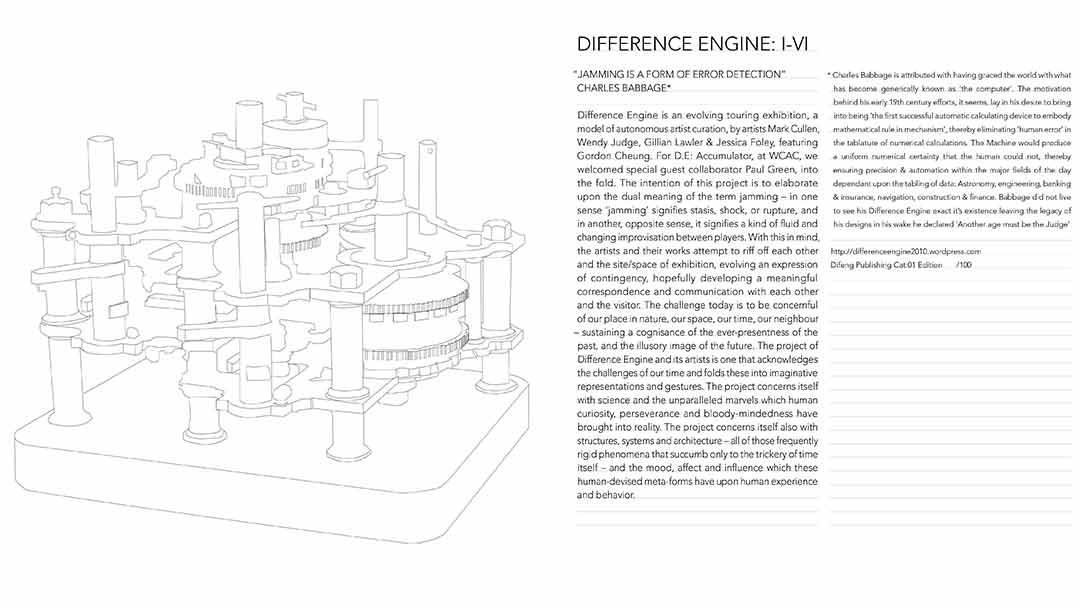 DIFFERENCE ENGINE: I-VI
“JAMMING IS A FORM OF ERROR DETECTION”
CHARLES BABBAGE*
Difference Engine is an evolving touring exhibition, a
model of autonomous artist curation, by artists Mark Cullen,
Wendy Judge, Gillian Lawler & Jessica Foley, featuring
Gordon Cheung. For D.E: Accumulator, at WCAC, we
welcomed special guest collaborator Paul Green, into
the fold. The intention of this project is to elaborate
upon the dual meaning of the term jamming – in one
sense ‘jamming’ signifies stasis, shock, or rupture, and
in another, opposite sense, it signifies a kind of fluid and
changing improvisation between players. With this in mind,
the artists and their works attempt to riff off each other
and the site/space of exhibition, evolving an expression
of contingency, hopefully developing a meaningful
correspondence and communication with each other
and the visitor. The challenge today is to be concernful
of our place in nature, our space, our time, our neighbour
– sustaining a cognisance of the ever-presentness of the
past, and the illusory image of the future. The project of
Difference Engine and its artists is one that acknowledges
the challenges of our time and folds these into imaginative
representations and gestures. The project concerns itself
with science and the unparalleled marvels which human
curiosity, perseverance and bloody-mindedness have
brought into reality. The project concerns itself also with
structures, systems and architecture – all of those frequently
rigid phenomena that succumb only to the trickery of time
itself – and the mood, affect and influence which these
human-devised meta-forms have upon human experience
and behavior.
* Charles Babbage is attributed with having graced the world with what
has become generically known as ‘the computer’. The motivation
behind his early 19th century efforts, it seems, lay in his desire to bring
into being ‘the first successful automatic calculating device to embody
mathematical rule in mechanism’, thereby eliminating ‘human error’ in
the tablature of numerical calculations. The Machine would produce
a uniform numerical certainty that the human could not, thereby
ensuring precision & automation within the major fields of the day
dependant upon the tabling of data; Astronomy, engineering, banking
& insurance, navigation, construction & finance. Babbage did not live
to see his Difference Engine exact it’s existence leaving the legacy of
his designs in his wake he declared ‘Another age must be the Judge’
http://differenceengine2010.wordpress.com
Difeng Publishing Cat:01 Edition /100